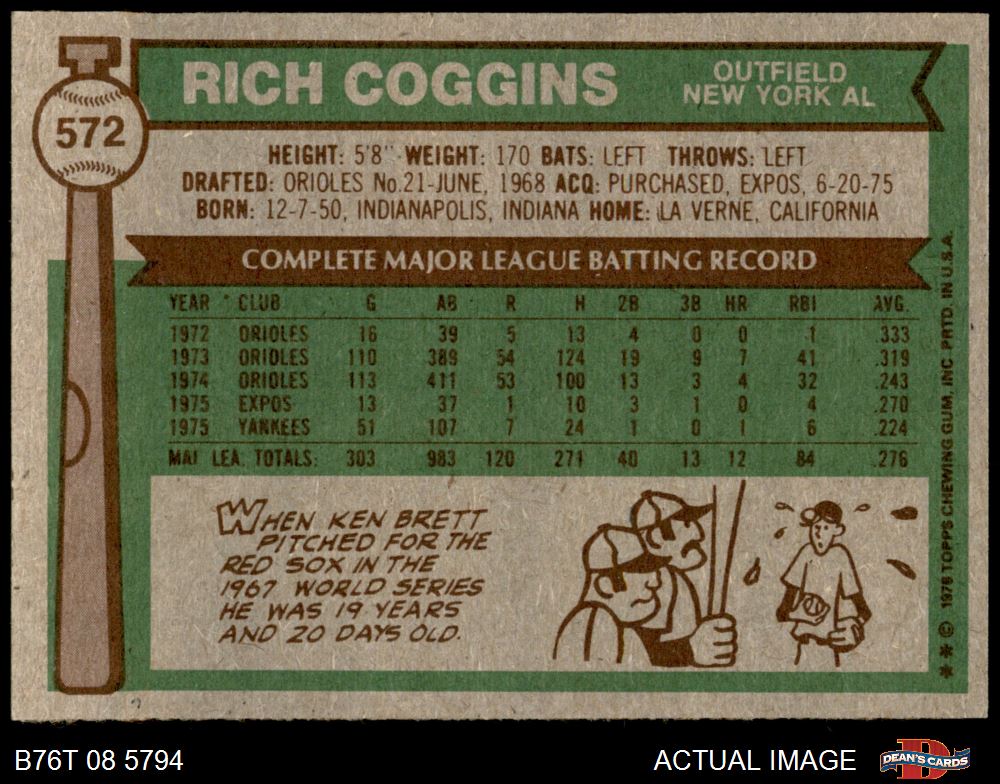 572
RICH COGGINS
OUTFIELD
NEW YORK AL
HEIGHT: 5'8" WEIGHT: 170 BATS: LEFT THROWS: LEFT
DRAFTED: ORIOLES No.21-JUNE, 1968 ACQ: PURCHASED, EXPOS, 6-20-75
BORN: 12-7-50, INDIANAPOLIS, INDIANA HOME: LA VERNE, CALIFORNIA
COMPLETE MAJOR LEAGUE BATTING RECORD
YEAR CLUB G AB R H 2B 3B HR RBI AVG.
1972 ORIOLES 16 39 5 13 4 0 0 1 .333
1973 ORIOLES 110 389 54 124 19 9 7 41 .319
1974 ORIOLES 113 411 53 100 13 3 4 32 .243
1975 EXPOS 13 37 1 10 3 1 0 4 .270
1975 YANKEES 51 107 7 24 1 0 1 6 .224
MAJ. LEA. TOTALS: 303 983 120 271 40 13 12 84 .276
WHEN KEN BRETT
PITCHED FOR THE
RED SOX IN THE
1967 WORLD SERIES
HE WAS 19 YEARS
AND 20 DAYS OLD.
* * © 1976 TOPPS CHEWING GUM, INC. PRTD. IN U.S.A.
B76T 08 5794
ACTUAL IMAGE
D
DEAN'S CARDS